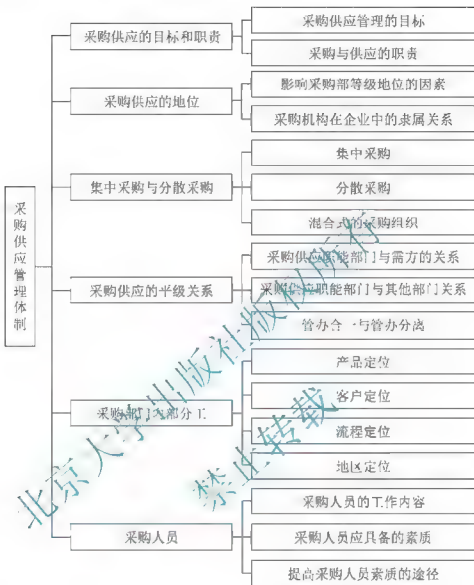 采购供应管理体制
采购供应的目标和职责
采购供应管理的目标
采购与供应的职责
采购供应的地位
影响采购部等级地位的因素
采购机构在企业中的隶属关系
集中采购与分散采购
集中采购
分散采购
混合式的采购组织
采购供应的平级关系
采购供应职能部门与需方的关系
采购供应职能部门与其他部门关系
管办合一与管办分离
采购部门内部分工
产品定位
客户定位
流程定位
地区定位
采购人员
采购人员的工作内容
采购人员应具备的素质
提高采购人员素质的途径
北京大学出版社版权所有
禁止转载